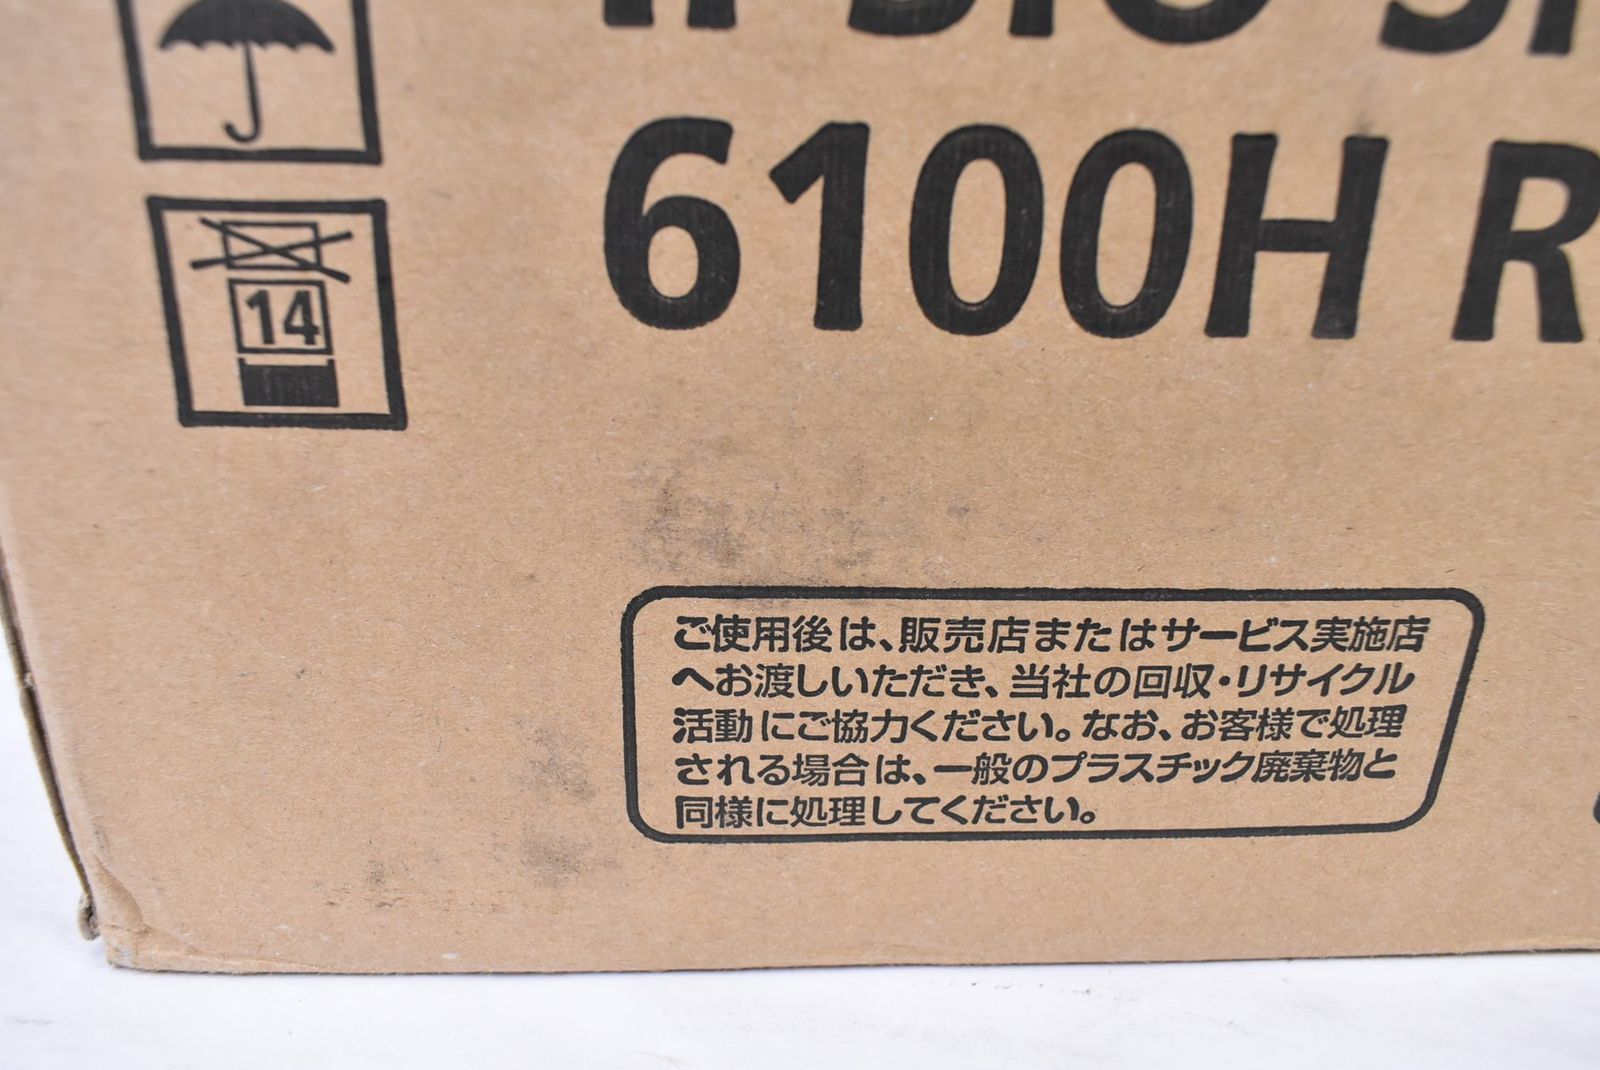 6100H R
14
ご使用後は、販売店またはサービス実施店
へお渡しいただき、当社の回収・リサイクル
活動にご協力ください。なお、お客様で処理
される場合は、一般のプラスチック廃棄物と
同様に処理してください。